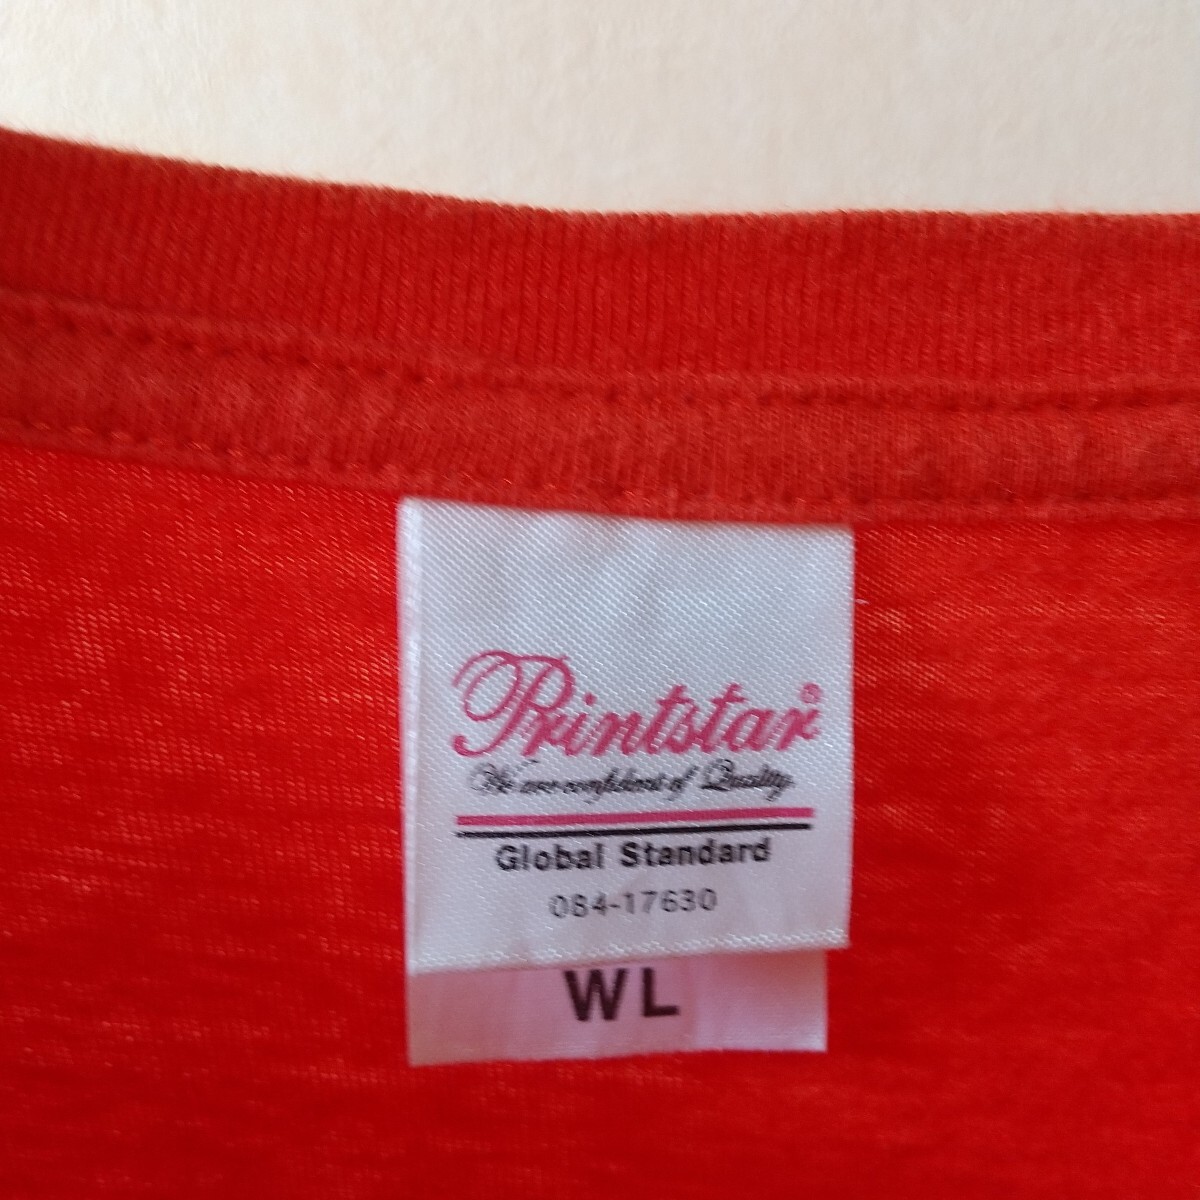 Printstar®
We are confident of Quality
Global Standard
084-17630
WL